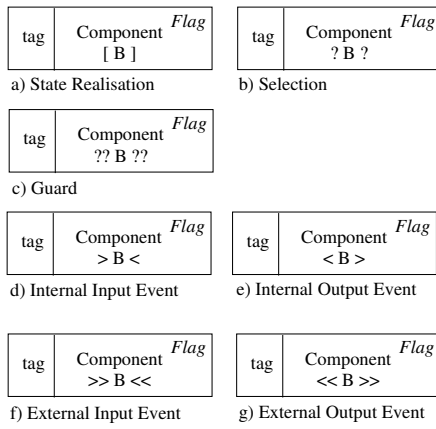 tag Component Flag
[ B ]
a) State Realisation
tag Component Flag
? B ?
b) Selection
tag Component Flag
?? B ??
c) Guard
tag Component Flag
> B <
d) Internal Input Event
tag Component Flag
< B >
e) Internal Output Event
tag Component Flag
>> B <<
f) External Input Event
tag Component Flag
<< B >>
g) External Output Event